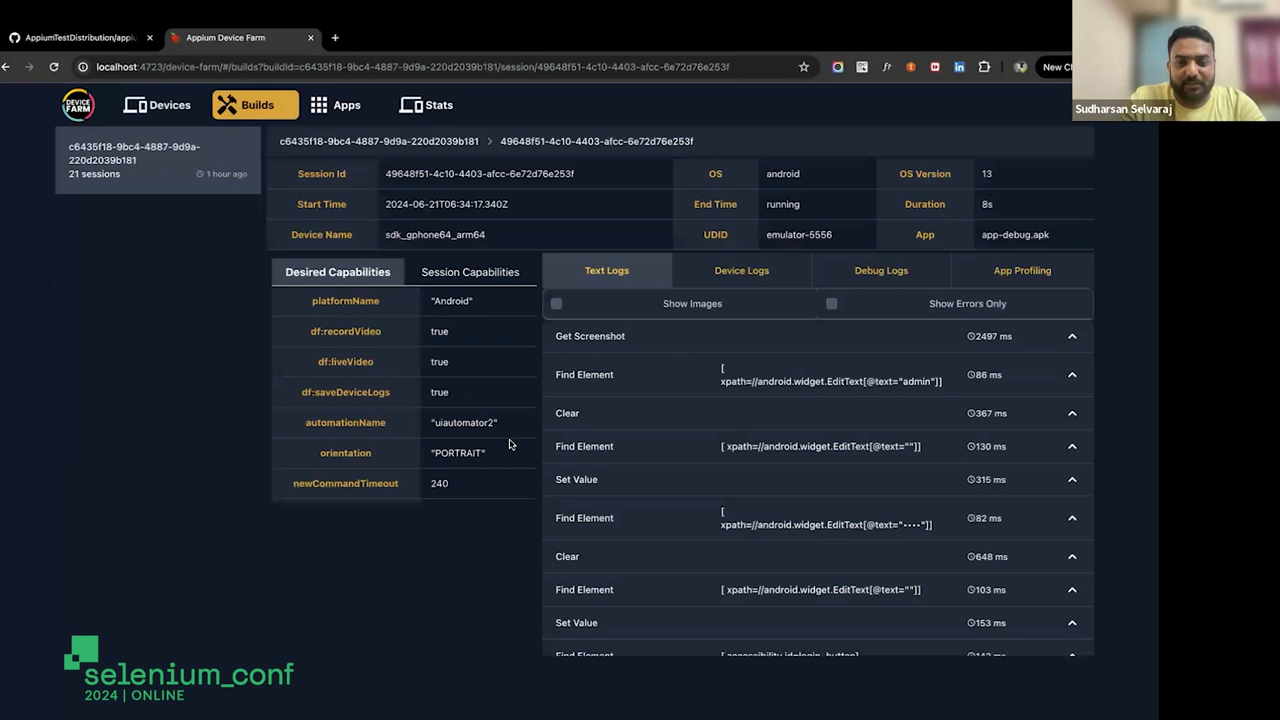 AppiumTestDistribution/appiu
Appium Device Farm
localhost:4723/device-farm/#/builds?buildId=c6435f18-9bc4-4887-9d9a-220d2039b181/session/49648f51-4c10-4403-afcc-6e72d76e253f
New Ch
Sudharsan Selvaraj
DEVICE FARM
Devices
Builds
Apps
Stats
c6435f18-9bc4-4887-9d9a-
220d2039b181
21 sessions
1 hour ago
c6435f18-9bc4-4887-9d9a-220d2039b181 > 49648f51-4c10-4403-afcc-6e72d76e253f
Session Id 49648f51-4c10-4403-afcc-6e72d76e253f OS android OS Version 13
Start Time 2024-06-21T06:34:17.340Z End Time running Duration 8s
Device Name sdk_gphone64_arm64 UDID emulator-5556 App app-debug.apk
Desired Capabilities Session Capabilities
platformName "Android"
df:recordVideo true
df:liveVideo true
df:saveDeviceLogs true
automationName "uiautomator2"
orientation "PORTRAIT"
newCommandTimeout 240
Text Logs Device Logs Debug Logs App Profiling
Show Images Show Errors Only
Get Screenshot 2497 ms
Find Element [
xpath=//android.widget.EditText[@text="admin"]] 86 ms
Clear 367 ms
Find Element [ xpath=//android.widget.EditText[@text=""]] 130 ms
Set Value 315 ms
Find Element [
xpath=//android.widget.EditText[@text="••••"]] 82 ms
Clear 648 ms
Find Element [ xpath=//android.widget.EditText[@text=""]] 103 ms
Set Value 153 ms
Find Element [ accessibility id=login_button]
selenium_conf
2024 | ONLINE